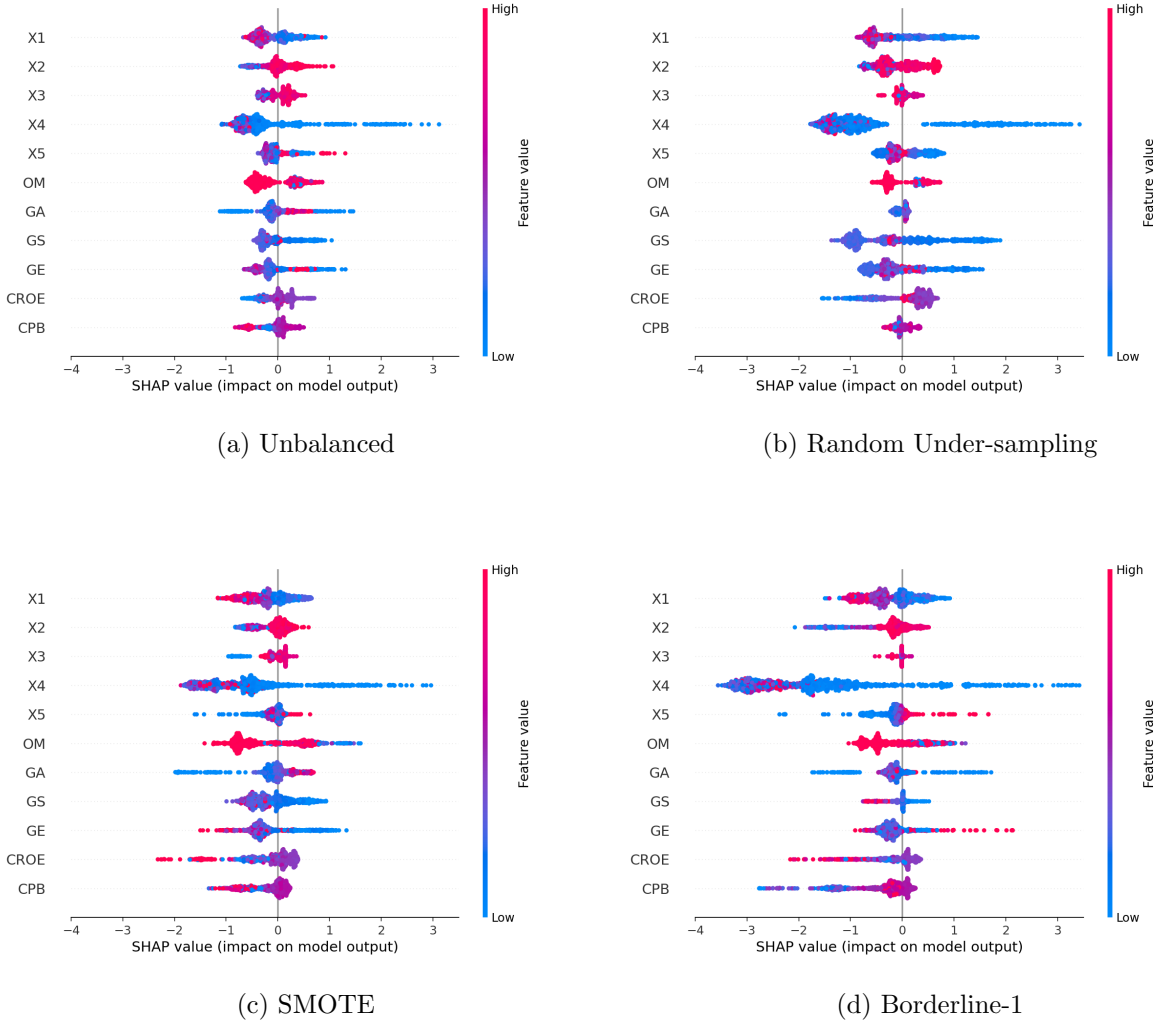 High
X1
X2
X3
X4
X5
OM
GA
GS
GE
CROE
CPB
Feature value
Low
−4 −3 −2 −1 0 1 2 3
SHAP value (impact on model output)
(a) Unbalanced
High
X1
X2
X3
X4
X5
OM
GA
GS
GE
CROE
CPB
Feature value
Low
−4 −3 −2 −1 0 1 2 3
SHAP value (impact on model output)
(b) Random Under-sampling
High
X1
X2
X3
X4
X5
OM
GA
GS
GE
CROE
CPB
Feature value
Low
−4 −3 −2 −1 0 1 2 3
SHAP value (impact on model output)
(c) SMOTE
High
X1
X2
X3
X4
X5
OM
GA
GS
GE
CROE
CPB
Feature value
Low
−4 −3 −2 −1 0 1 2 3
SHAP value (impact on model output)
(d) Borderline-1